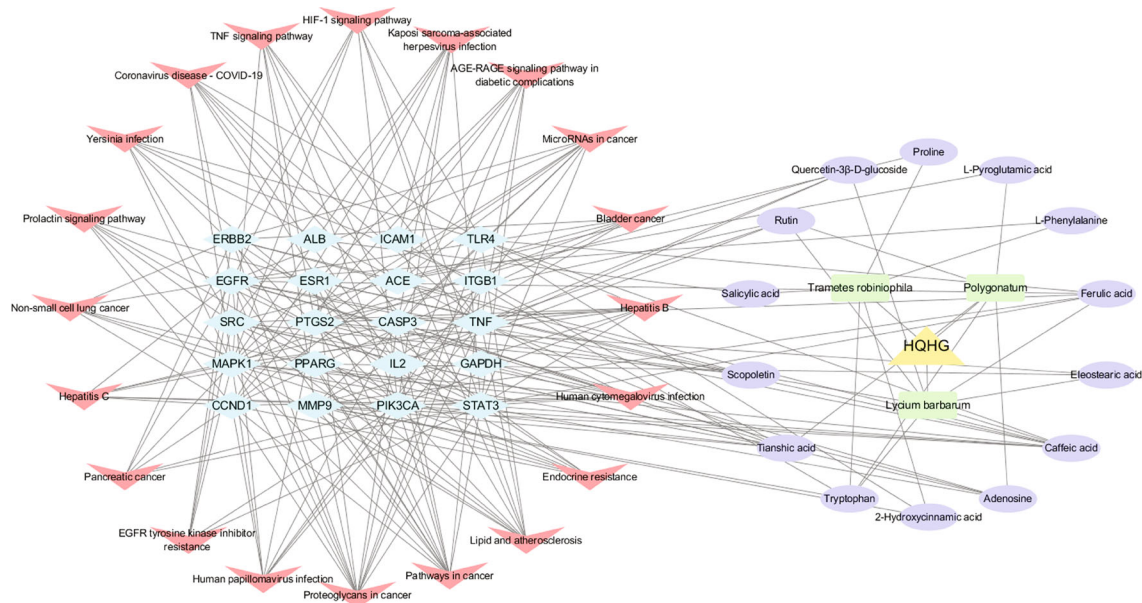 HIF-1 signaling pathway
TNF signaling pathway
Kaposi sarcoma-associated
herpesvirus infection
Coronavirus disease - COVID-19
AGE-RAGE signaling pathway in
diabetic complications
Yersinia infection
MicroRNAs in cancer
Prolactin signaling pathway
Bladder cancer
Non-small cell lung cancer
Hepatitis B
Hepatitis C
Human cytomegalovirus infection
Pancreatic cancer
Endocrine resistance
EGFR tyrosine kinase inhibitor
resistance
Lipid and atherosclerosis
Human papillomavirus infection
Pathways in cancer
Proteoglycans in cancer
ERBB2
ALB
ICAM1
TLR4
EGFR
ESR1
ACE
ITGB1
SRC
PTGS2
CASP3
TNF
MAPK1
PPARG
IL2
GAPDH
CCND1
MMP9
PIK3CA
STAT3
Proline
Quercetin-3β-D-glucoside
L-Pyroglutamic acid
Rutin
L-Phenylalanine
Salicylic acid
Trametes robiniophila
Polygonatum
Ferulic acid
HQHG
Scopoletin
Eleostearic acid
Lycium barbarum
Tianshic acid
Caffeic acid
Tryptophan
Adenosine
2-Hydroxycinnamic acid